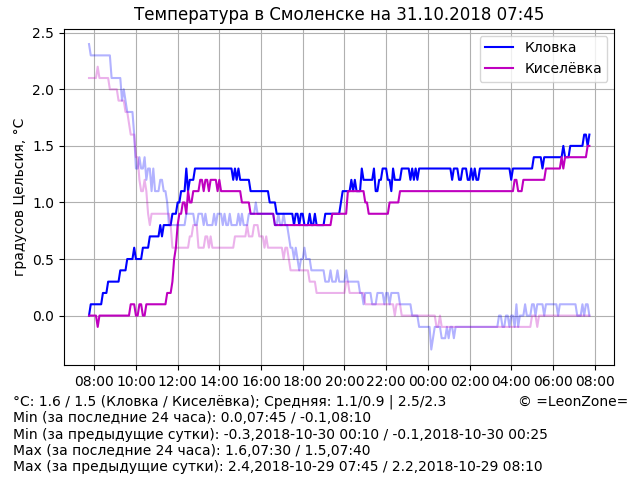 Температура в Смоленске на 31.10.2018 07:45
Кловка
Киселёвка
градусов Цельсия, °C
2.5
2.0
1.5
1.0
0.5
0.0
08:00 10:00 12:00 14:00 16:00 18:00 20:00 22:00 00:00 02:00 04:00 06:00 08:00
°C: 1.6 / 1.5 (Кловка / Киселёвка); Средняя: 1.1/0.9 | 2.5/2.3 © =LeonZone=
Min (за последние 24 часа): 0.0,07:45 / -0.1,08:10
Min (за предыдущие сутки): -0.3,2018-10-30 00:10 / -0.1,2018-10-30 00:25
Max (за последние 24 часа): 1.6,07:30 / 1.5,07:40
Max (за предыдущие сутки): 2.4,2018-10-29 07:45 / 2.2,2018-10-29 08:10